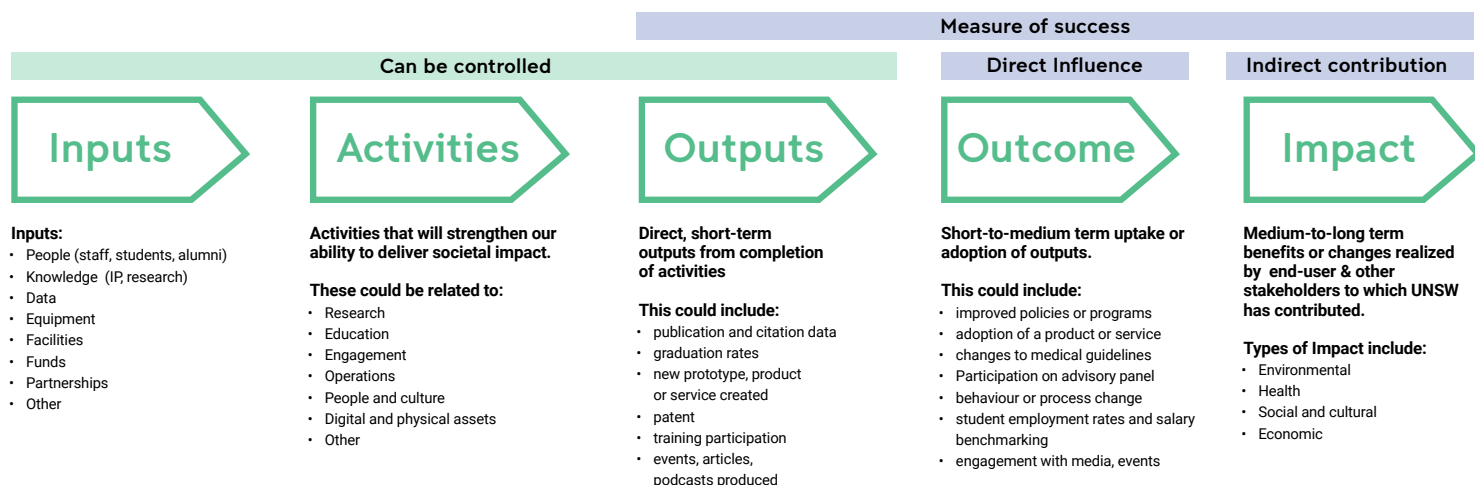 Measure of success
Can be controlled
Direct Influence
Indirect contribution
Inputs
Activities
Outputs
Outcome
Impact
Inputs:
• People (staff, students, alumni)
• Knowledge (IP, research)
• Data
• Equipment
• Facilities
• Funds
• Partnerships
• Other
Activities that will strengthen our
ability to deliver societal impact.
These could be related to:
• Research
• Education
• Engagement
• Operations
• People and culture
• Digital and physical assets
• Other
Direct, short-term
outputs from completion
of activities
This could include:
• publication and citation data
• graduation rates
• new prototype, product
or service created
• patent
• training participation
• events, articles,
podcasts produced
Short-to-medium term uptake or
adoption of outputs.
This could include:
• improved policies or programs
• adoption of a product or service
• changes to medical guidelines
• Participation on advisory panel
• behaviour or process change
• student employment rates and salary
benchmarking
• engagement with media, events
Medium-to-long term
benefits or changes realized
by end-user & other
stakeholders to which UNSW
has contributed.
Types of Impact include:
• Environmental
• Health
• Social and cultural
• Economic